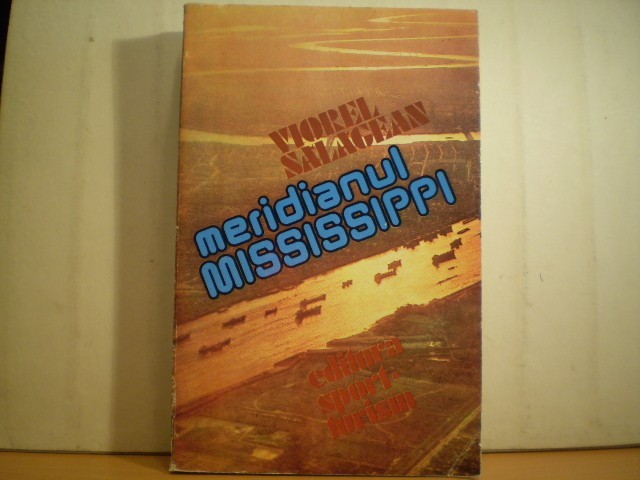 VIOREL
SALAGEAN
meridianul
MISSISSIPPI
editura
sport-
turism